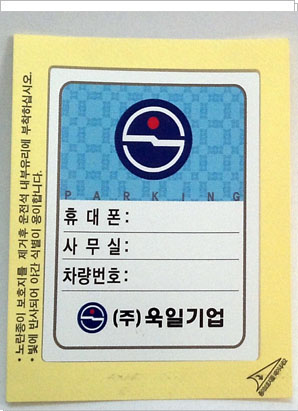 PARKING
휴대폰:
사무실:
차량번호:
(주)욱일기업
• 노란종이 보호지를 제거후 운전석 내부유리에 부착하십시오.
• 빛에 반사되어 야간 식별이 용이합니다.